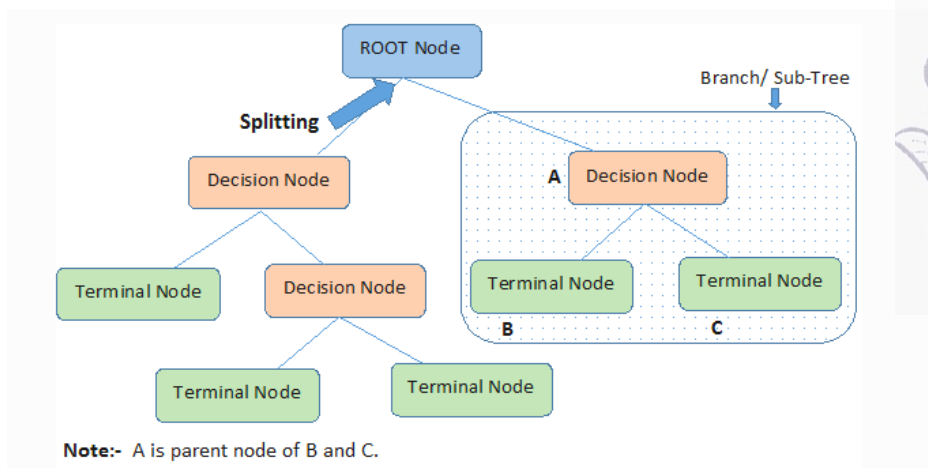 ROOT Node
Branch/ Sub-Tree
Splitting
Decision Node
A
Decision Node
Terminal Node
Decision Node
Terminal Node
Terminal Node
B
C
Terminal Node
Terminal Node
Note:- A is parent node of B and C.